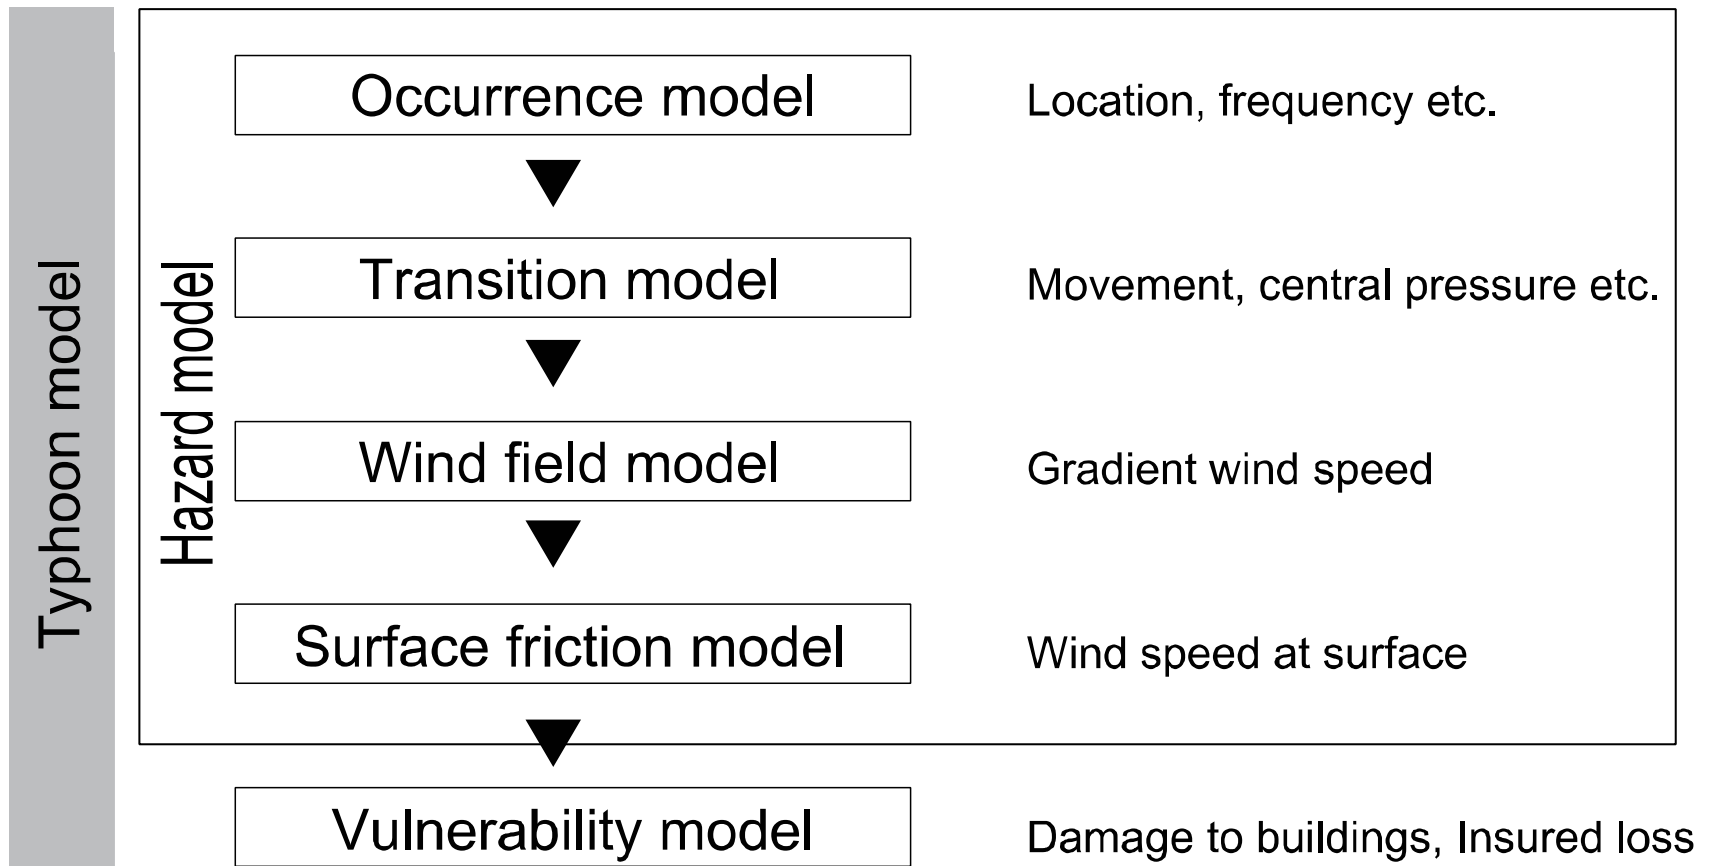 Typhoon model
Hazard model
Occurrence model
Location, frequency etc.
Transition model
Movement, central pressure etc.
Wind field model
Gradient wind speed
Surface friction model
Wind speed at surface
Vulnerability model
Damage to buildings, Insured loss